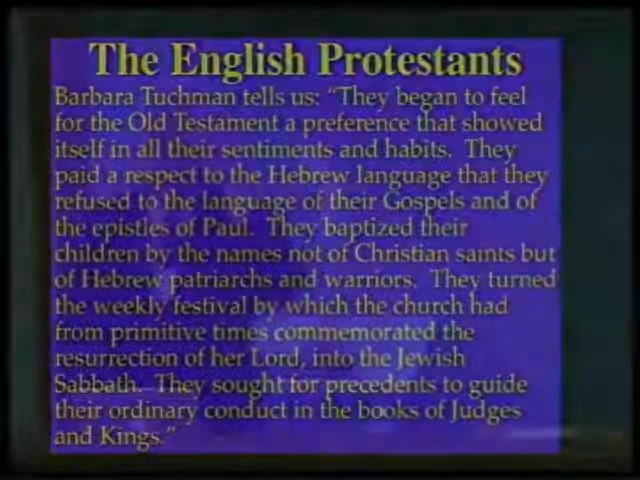 The English Protestants
Barbara Tuchman tells us: "They began to feel
for the Old Testament a preference that showed
itself in all their sentiments and habits. They
paid a respect to the Hebrew language that they
refused to the language of their Gospels and of
the epistles of Paul. They baptized their
children by the names not of Christian saints but
of Hebrew patriarchs and warriors. They turned
the weekly festival by which the church had
from primitive times commemorated the
resurrection of her Lord, into the Jewish
Sabbath. They sought for precedents to guide
their ordinary conduct in the books of Judges
and Kings."